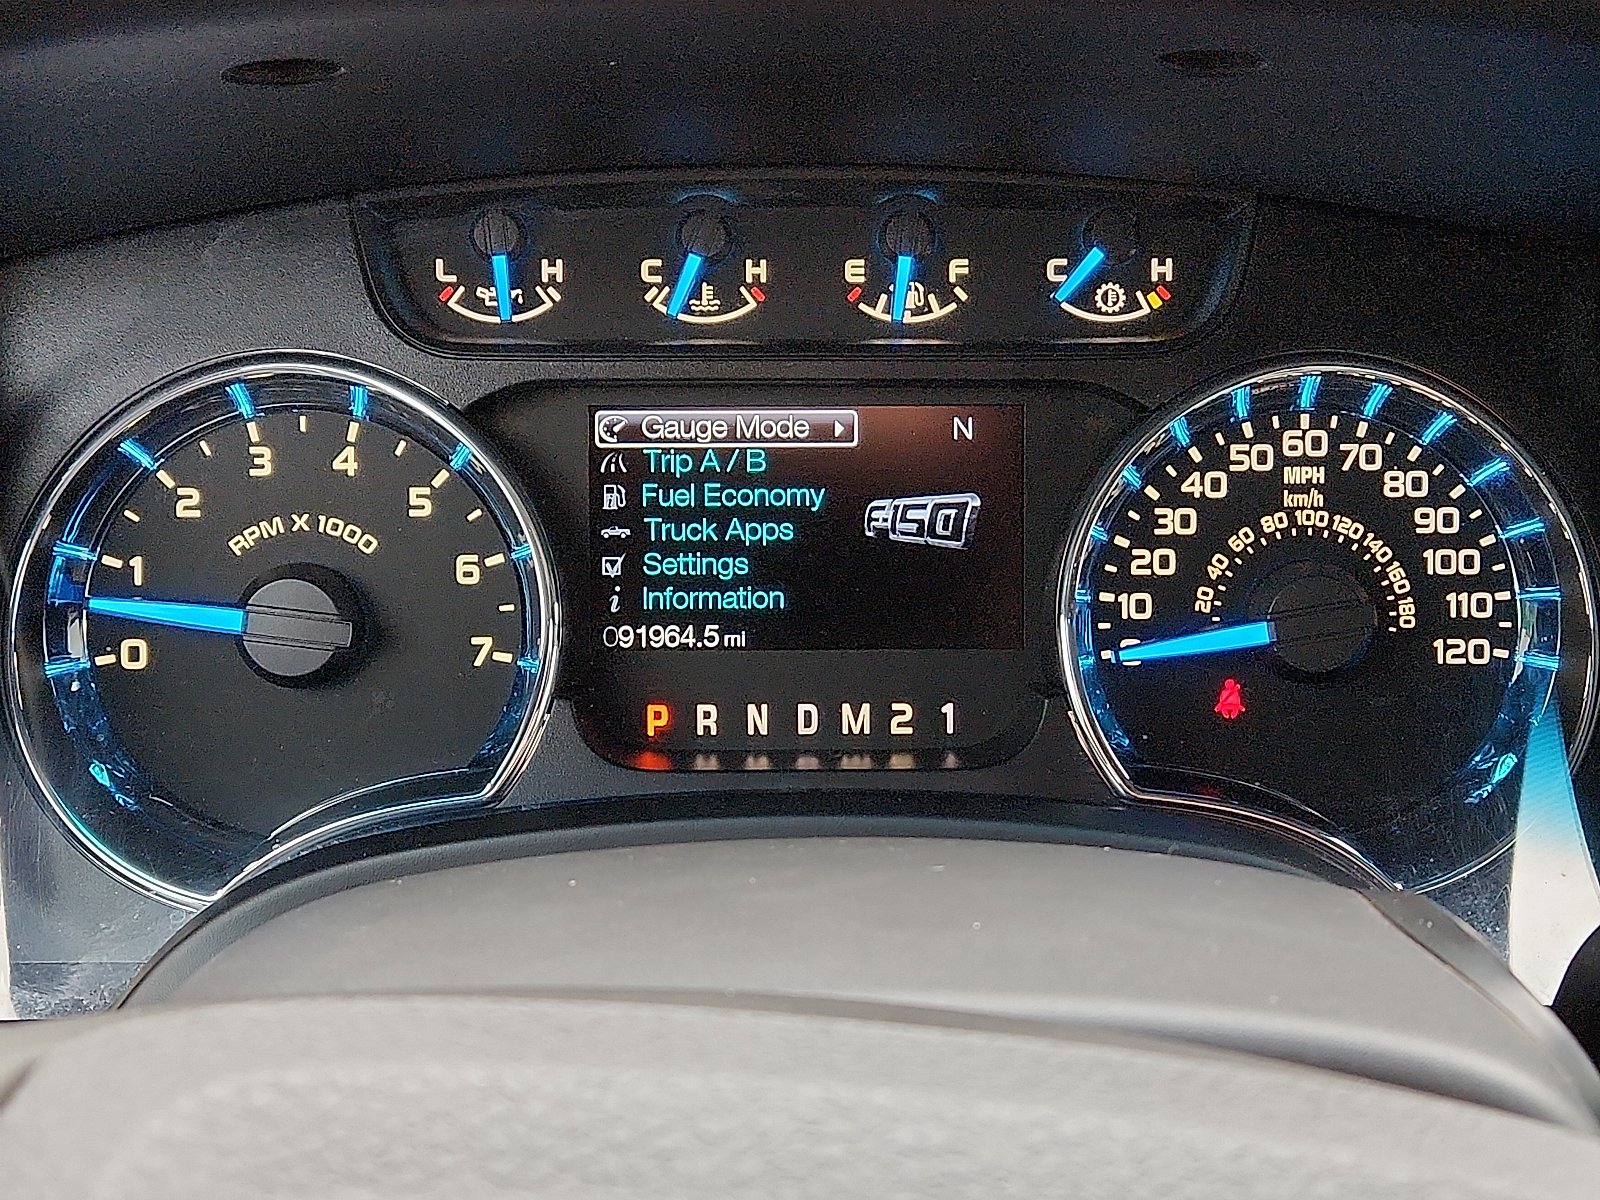 L H
C H
E F
C H
0 1 2 3 4 5 6 7
RPM X 1000
Gauge Mode
N
Trip A / B
Fuel Economy
Truck Apps
Settings
Information
F-150
091964.5 mi
P R N D M 2 1
0 10 20 30 40 50 60 70 80 90 100 110 120
MPH
km/h
20 40 60 80 100 120 140 160 180